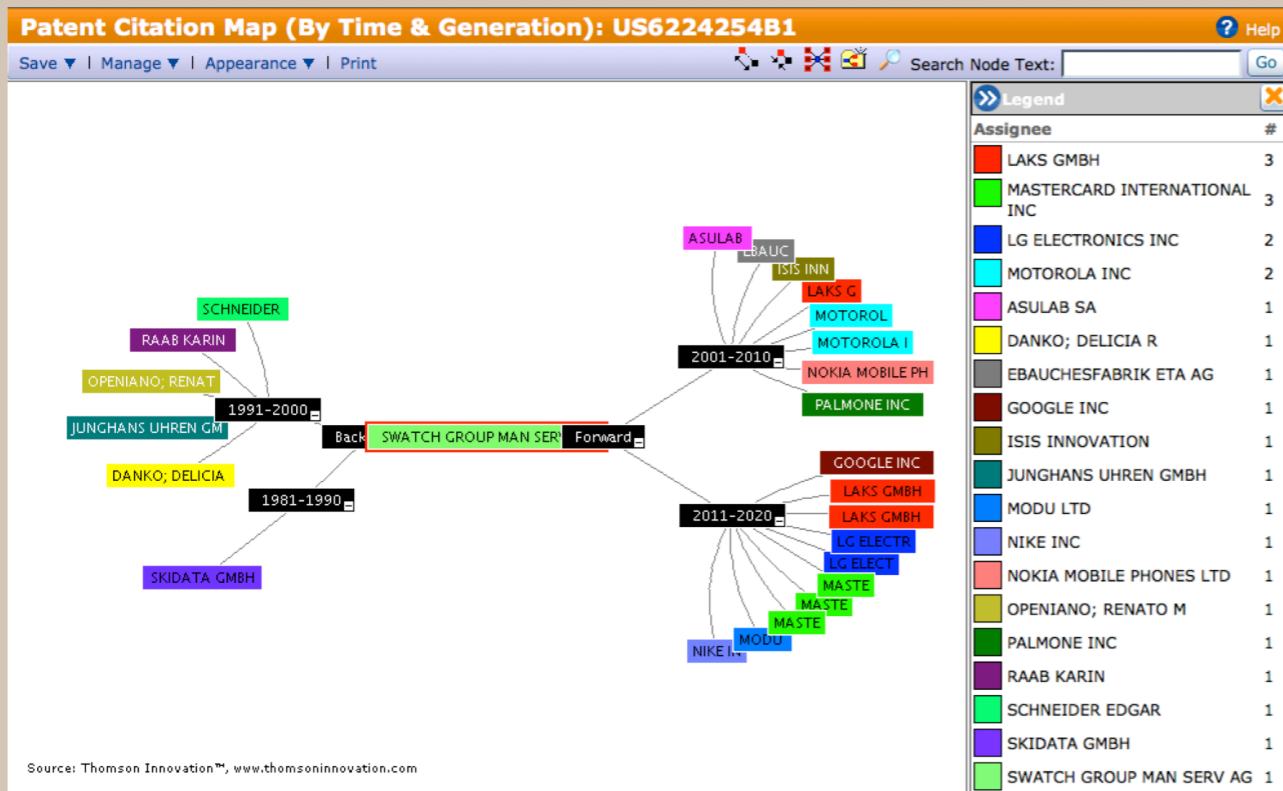 Patent Citation Map (By Time & Generation): US6224254B1
? Help
Save ▼ | Manage ▼ | Appearance ▼ | Print
Search Node Text:
Go
Legend
Assignee #
LAKS GMBH 3
MASTERCARD INTERNATIONAL
INC 3
LG ELECTRONICS INC 2
MOTOROLA INC 2
ASULAB SA 1
DANKO; DELICIA R 1
EBAUCHESFABRIK ETA AG 1
GOOGLE INC 1
ISIS INNOVATION 1
JUNGHANS UHREN GMBH 1
MODU LTD 1
NIKE INC 1
NOKIA MOBILE PHONES LTD 1
OPENIANO; RENATO M 1
PALMONE INC 1
RAAB KARIN 1
SCHNEIDER EDGAR 1
SKIDATA GMBH 1
SWATCH GROUP MAN SERV AG 1
SCHNEIDER
RAAB KARIN
OPENIANO; RENAT
JUNGHANS UHREN GM
DANKO; DELICIA
1991-2000
1981-1990
SKIDATA GMBH
Back
SWATCH GROUP MAN SER
Forward
2001-2010
ASULAB
EBAUC
ISIS INN
LAKS G
MOTOROL
MOTOROLA I
NOKIA MOBILE PH
PALMONE INC
2011-2020
GOOGLE INC
LAKS GMBH
LAKS GMBH
LG ELECTR
LG ELECT
MASTE
MASTE
MASTE
MODU
NIKE IN
Source: Thomson Innovation™, www.thomsoninnovation.com